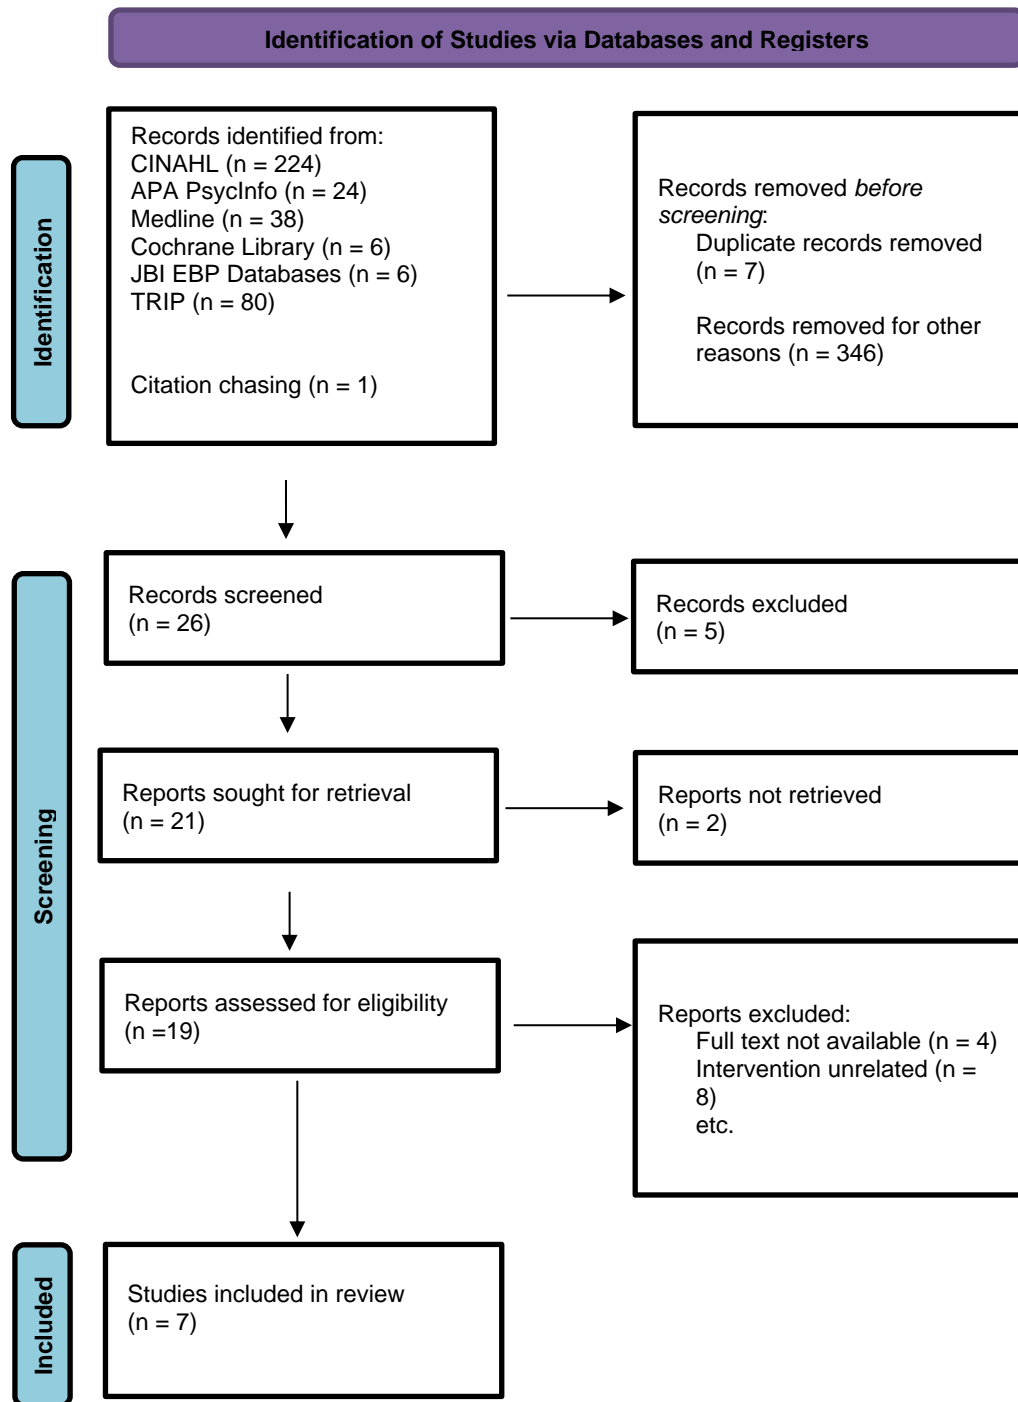 Identification of Studies via Databases and Registers
Identification
Records identified from:
CINAHL (n = 224)
APA PsycInfo (n = 24)
Medline (n = 38)
Cochrane Library (n = 6)
JBI EBP Databases (n = 6)
TRIP (n = 80)
Citation chasing (n = 1)
Records removed before
screening:
Duplicate records removed
(n = 7)
Records removed for other
reasons (n = 346)
Screening
Records screened
(n = 26)
Records excluded
(n = 5)
Reports sought for retrieval
(n = 21)
Reports not retrieved
(n = 2)
Reports assessed for eligibility
(n =19)
Reports excluded:
Full text not available (n = 4)
Intervention unrelated (n =
8)
etc.
Included
Studies included in review
(n = 7)